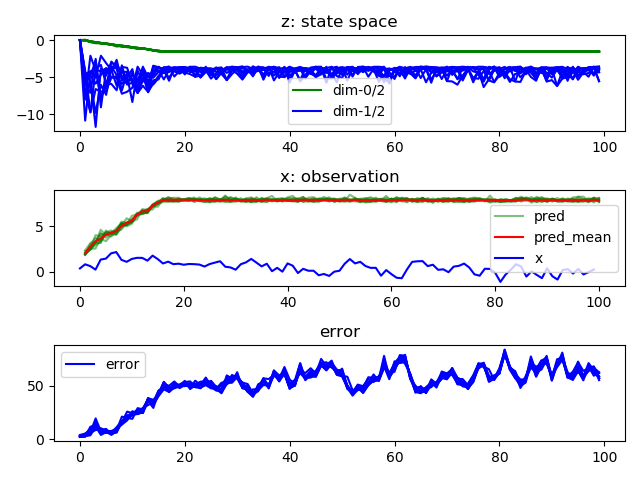 z: state space
0
−5
−10
dim-0/2
dim-1/2
0 20 40 60 80 100
x: observation
5
0
pred
pred_mean
x
0 20 40 60 80 100
error
50
0
error
0 20 40 60 80 100